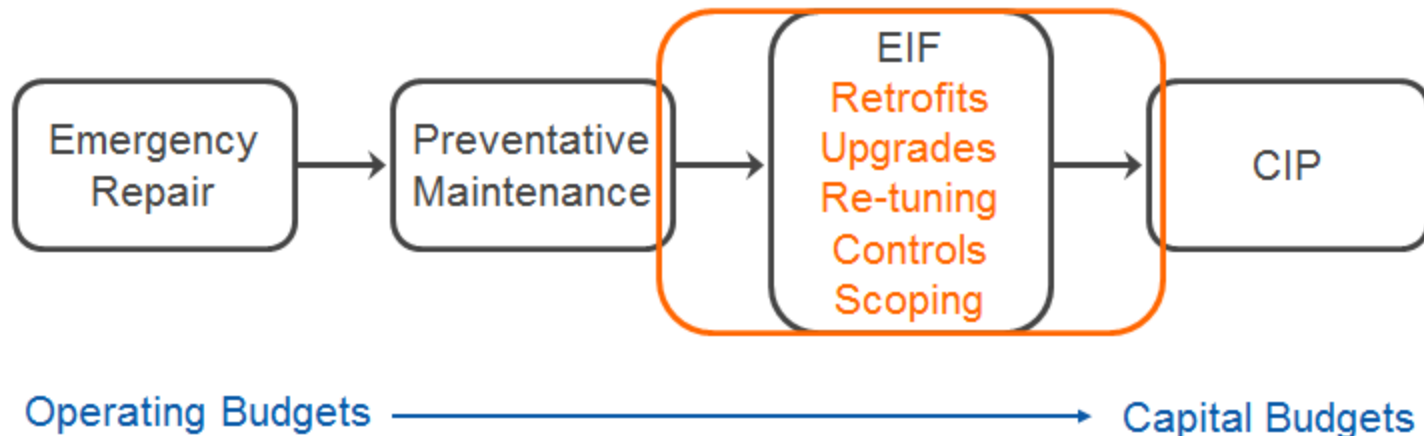 Emergency
Repair
Preventative
Maintenance
EIF
Retrofits
Upgrades
Re-tuning
Controls
Scoping
CIP
Operating Budgets
Capital Budgets